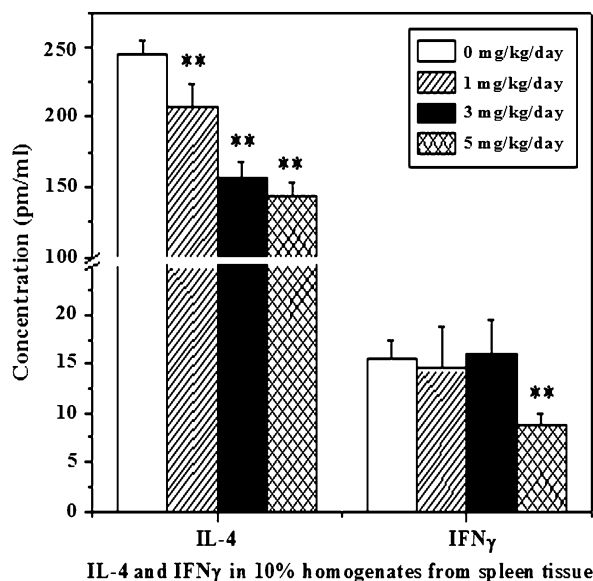 Concentration (pm/ml)
250
200
150
100
20
15
10
5
0
0 mg/kg/day
1 mg/kg/day
3 mg/kg/day
5 mg/kg/day
**
**
**
**
IL-4
IFNγ
IL-4 and IFNγ in 10% homogenates from spleen tissue